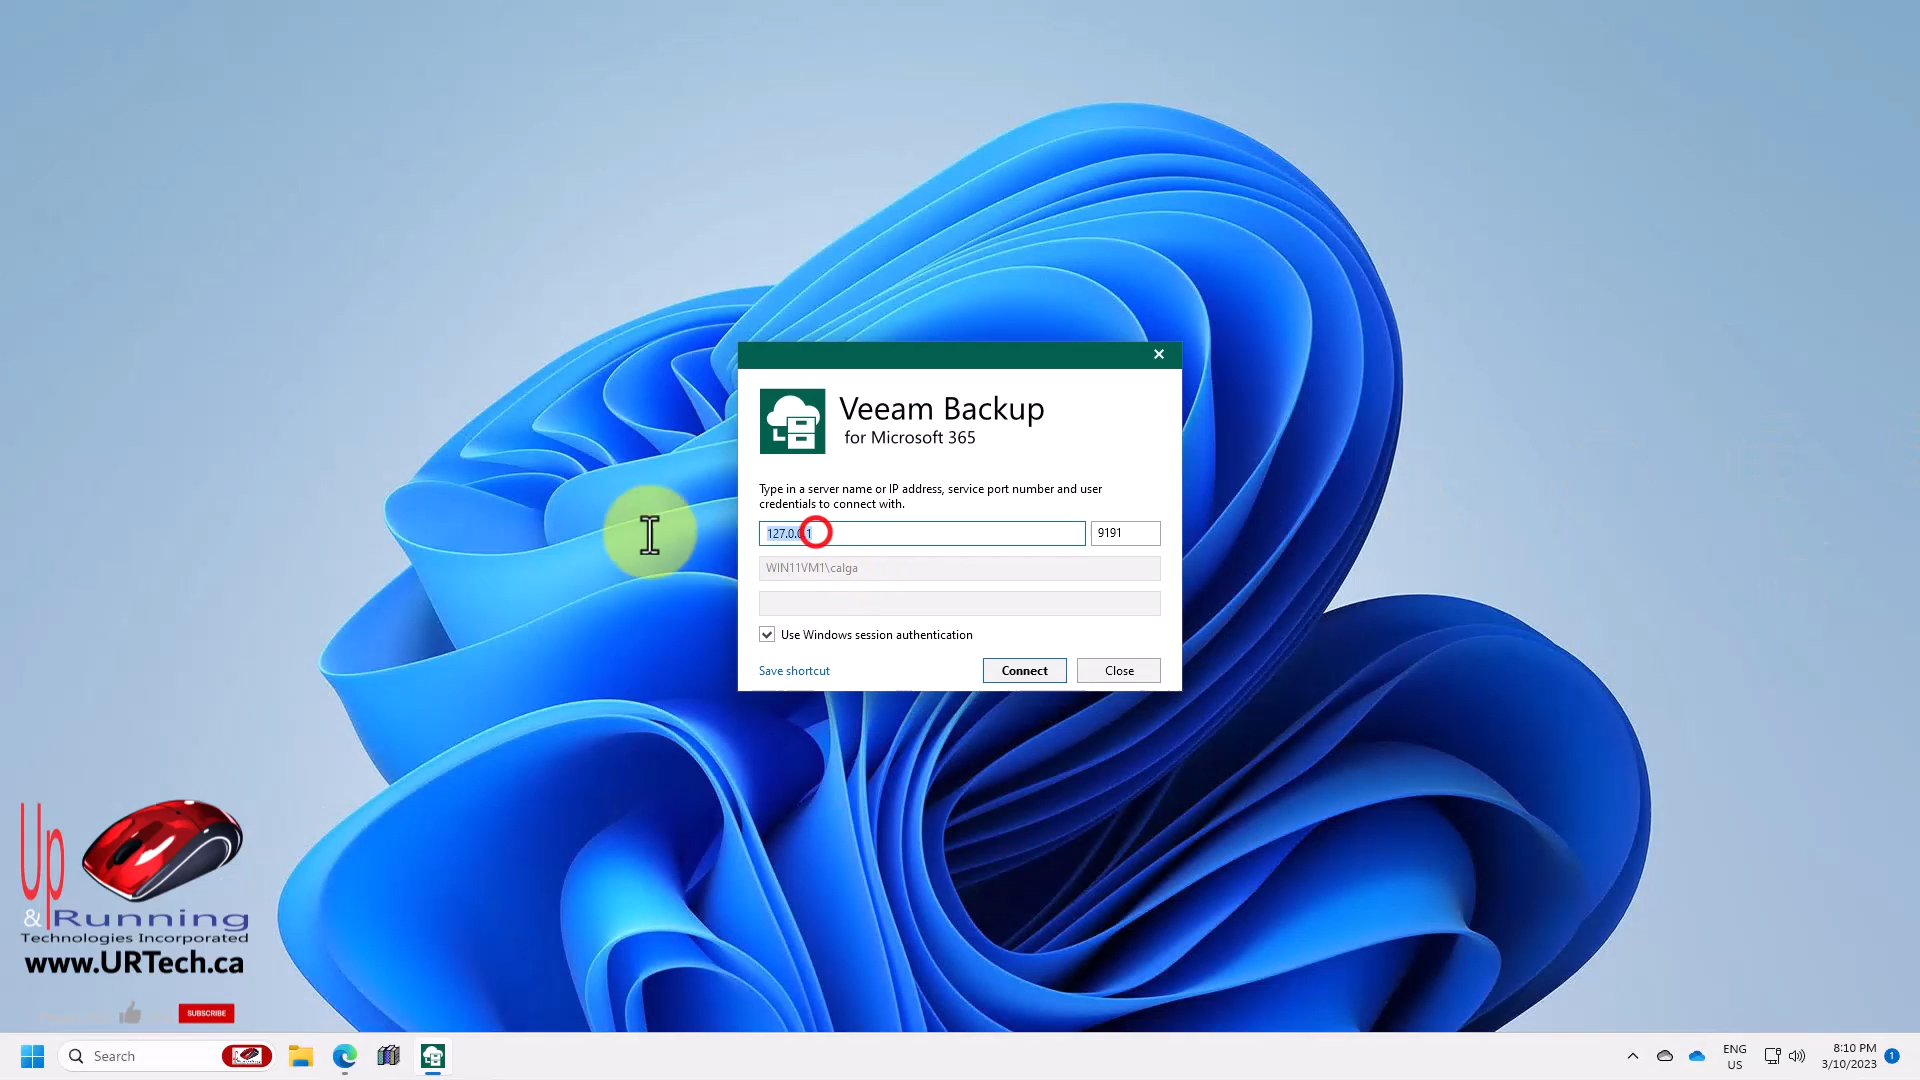 Veeam Backup
for Microsoft 365
Type in a server name or IP address, service port number and user
credentials to connect with.
127.0.0.1
9191
WIN11VM1\calga
Use Windows session authentication
Save shortcut
Connect
Close
Up
& Running
Technologies Incorporated
www.URTech.ca
SUBSCRIBE
Search
ENG
US
8:10 PM
3/10/2023
1